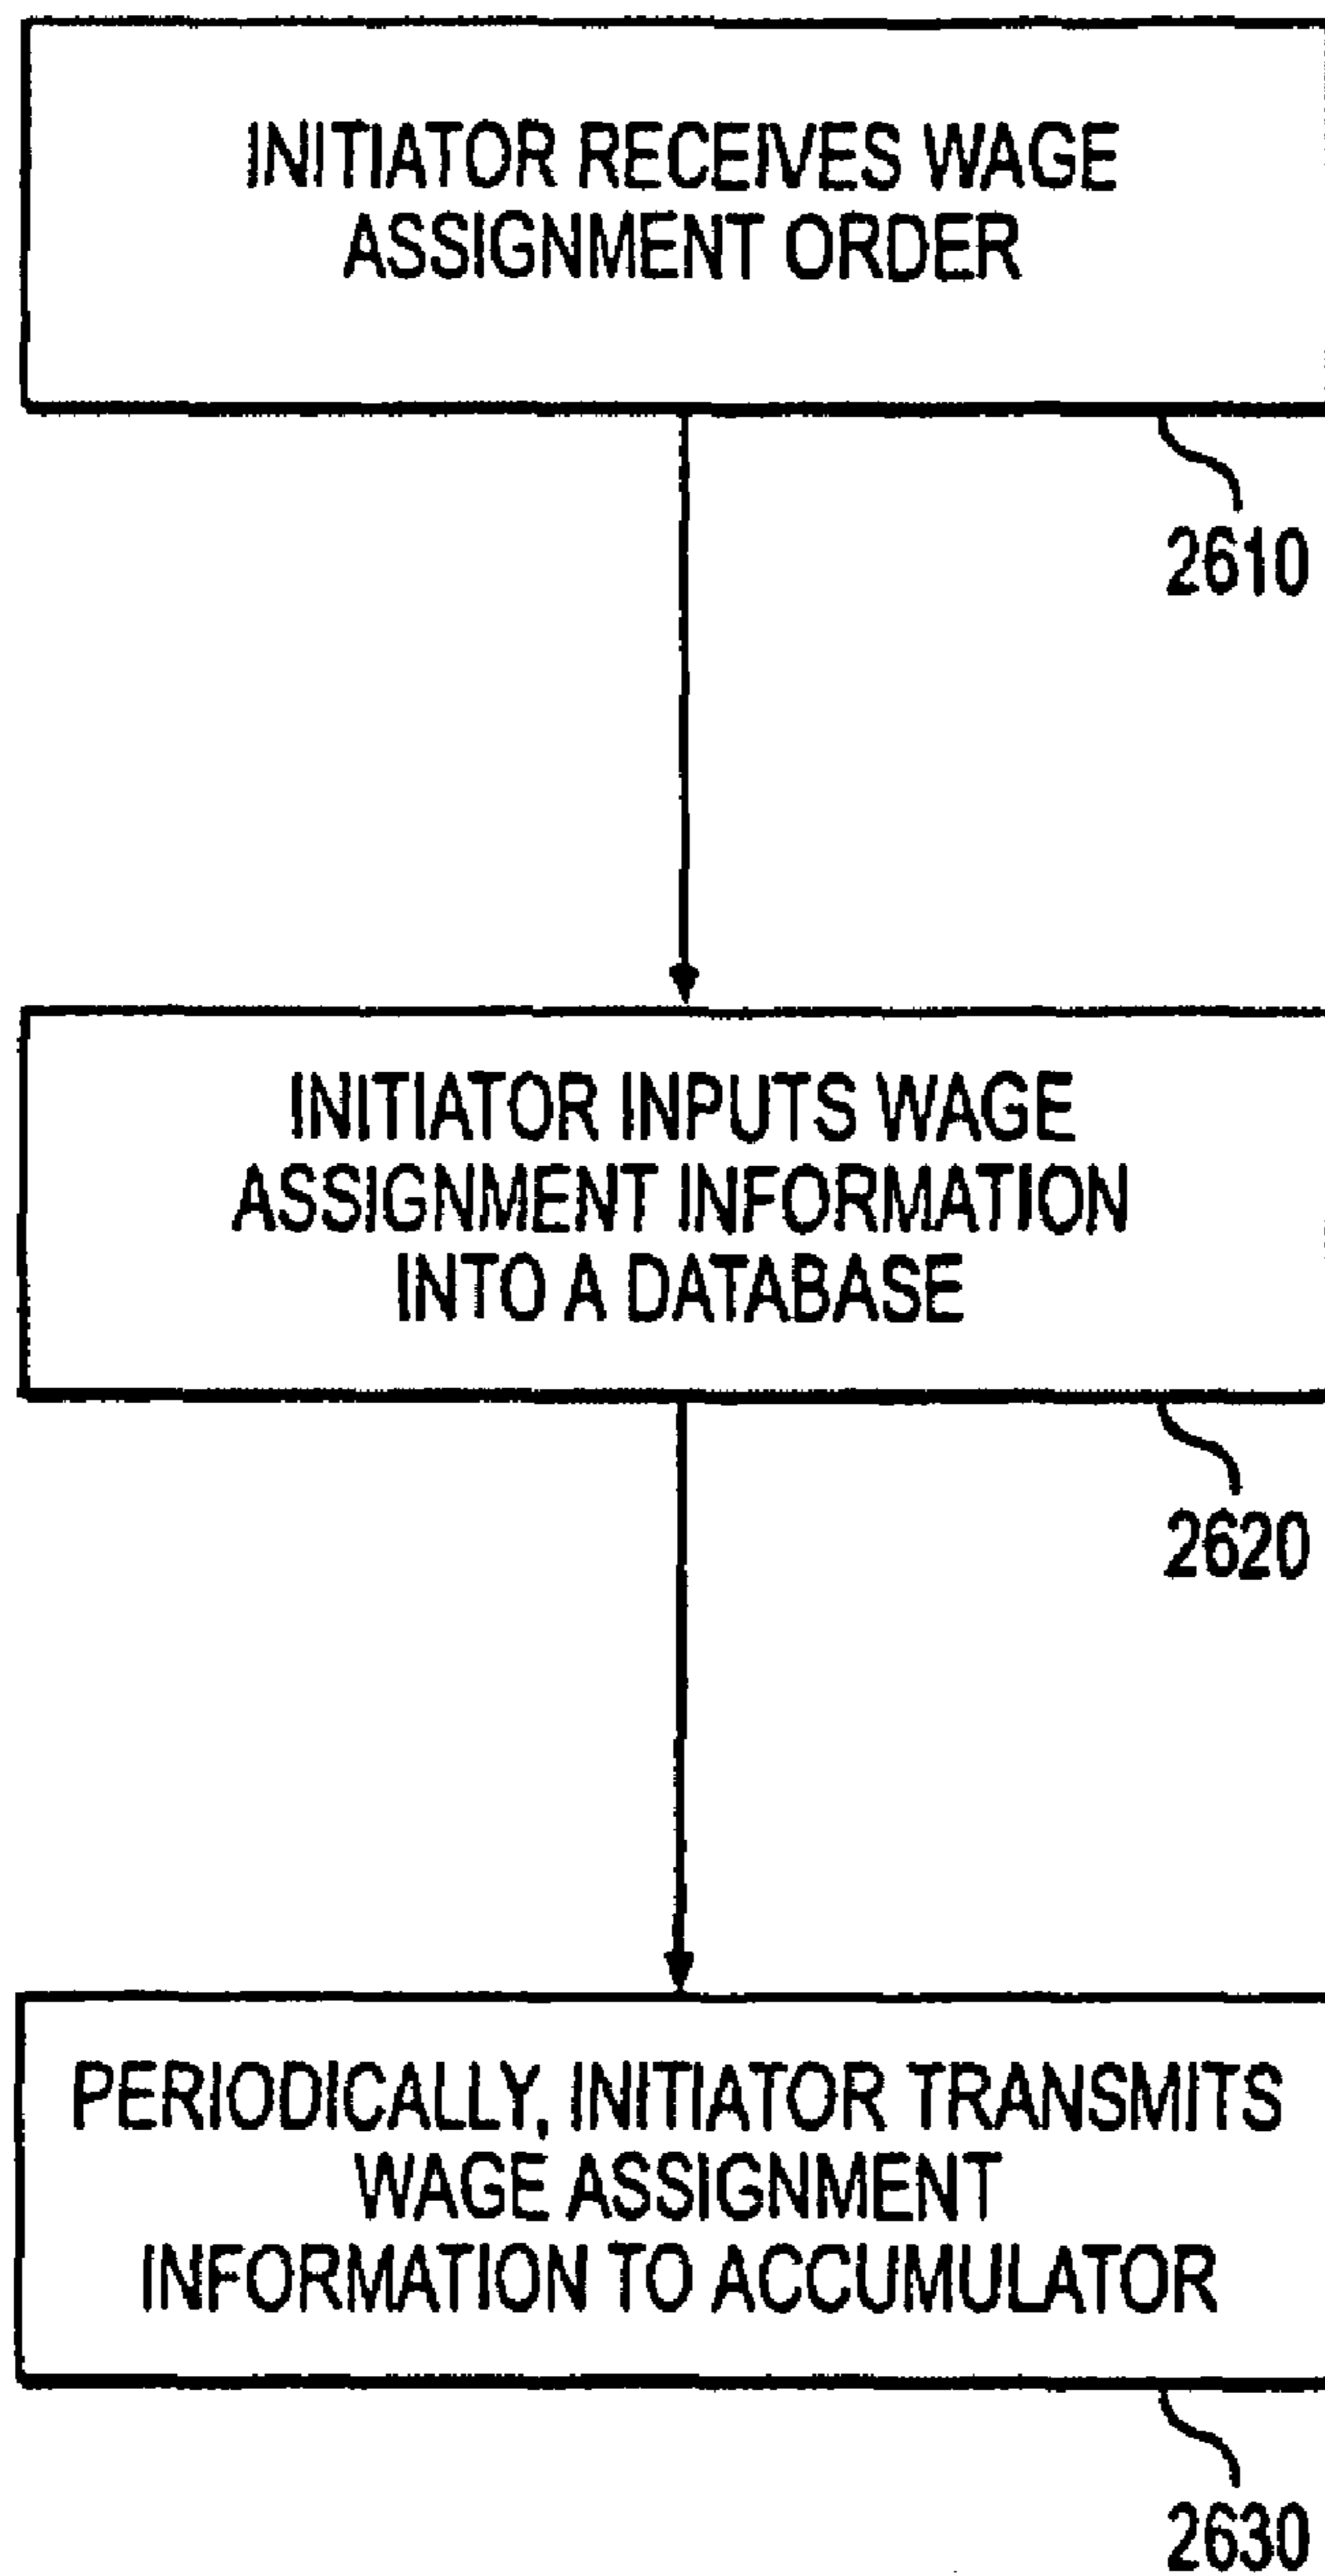 INITIATOR RECEIVES WAGE
ASSIGNMENT ORDER
2610
INITIATOR INPUTS WAGE
ASSIGNMENT INFORMATION
INTO A DATABASE
2620
PERIODICALLY, INITIATOR TRANSMITS
WAGE ASSIGNMENT
INFORMATION TO ACCUMULATOR
2630